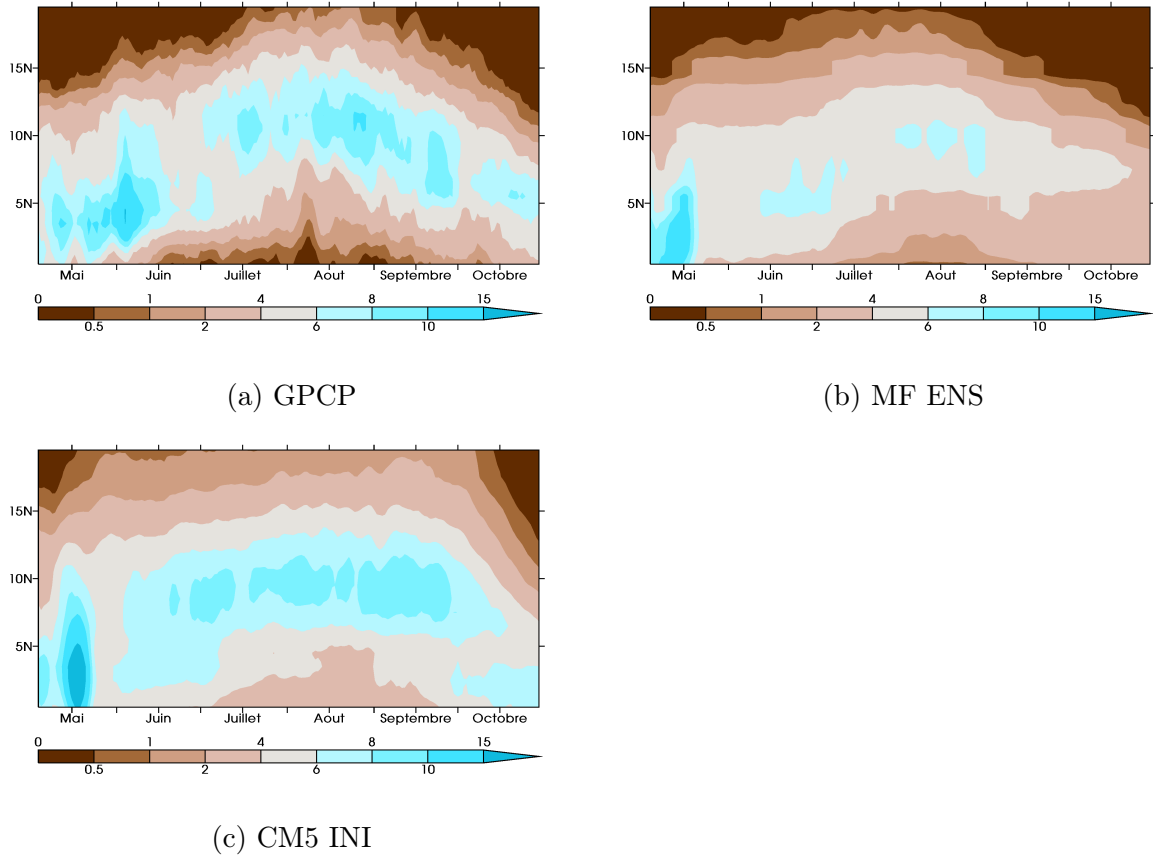 15N
10N
5N
Mai Juin Juillet Aout Septembre Octobre
0 1 4 8 15
0.5 2 6 10
(a) GPCP
15N
10N
5N
Mai Juin Juillet Aout Septembre Octobre
0 1 4 8 15
0.5 2 6 10
(b) MF ENS
15N
10N
5N
Mai Juin Juillet Aout Septembre Octobre
0 1 4 8 15
0.5 2 6 10
(c) CM5 INI